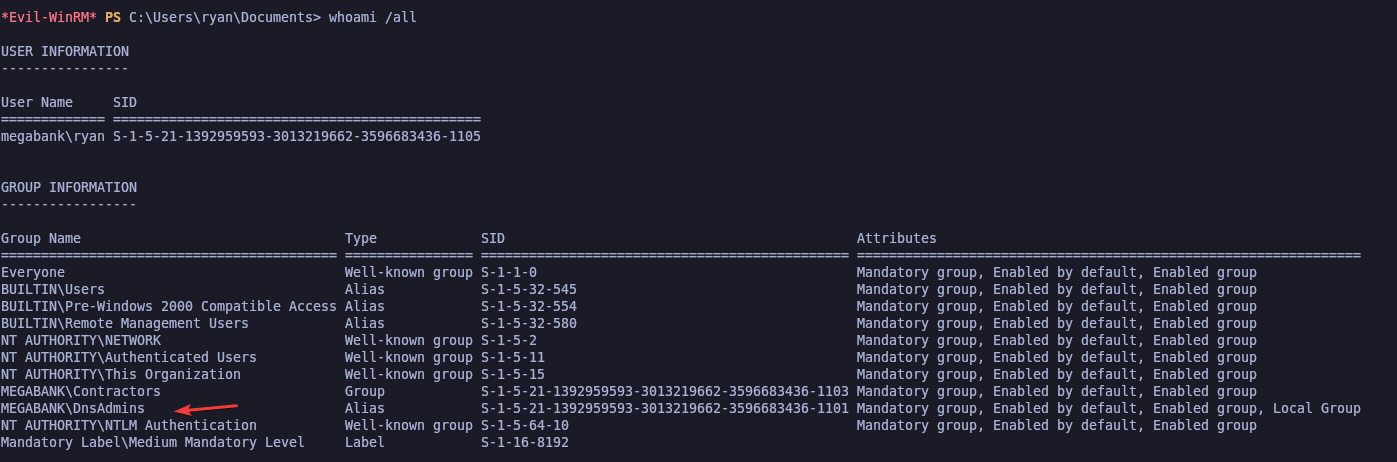 *Evil-WinRM* PS C:\Users\ryan\Documents> whoami /all
USER INFORMATION
----------------
User Name     SID
============= ==============================================
megabank\ryan S-1-5-21-1392959593-3013219662-3596683436-1105
GROUP INFORMATION
-----------------
Group Name                                 Type             SID                                            Attributes
========================================== ================ ============================================== ===============================================================
Everyone                                   Well-known group S-1-1-0                                        Mandatory group, Enabled by default, Enabled group
BUILTIN\Users                              Alias            S-1-5-32-545                                   Mandatory group, Enabled by default, Enabled group
BUILTIN\Pre-Windows 2000 Compatible Access Alias            S-1-5-32-554                                   Mandatory group, Enabled by default, Enabled group
BUILTIN\Remote Management Users            Alias            S-1-5-32-580                                   Mandatory group, Enabled by default, Enabled group
NT AUTHORITY\NETWORK                       Well-known group S-1-5-2                                        Mandatory group, Enabled by default, Enabled group
NT AUTHORITY\Authenticated Users           Well-known group S-1-5-11                                       Mandatory group, Enabled by default, Enabled group
NT AUTHORITY\This Organization             Well-known group S-1-5-15                                       Mandatory group, Enabled by default, Enabled group
MEGABANK\Contractors                       Group            S-1-5-21-1392959593-3013219662-3596683436-1103 Mandatory group, Enabled by default, Enabled group
MEGABANK\DnsAdmins                         Alias            S-1-5-21-1392959593-3013219662-3596683436-1101 Mandatory group, Enabled by default, Enabled group, Local Group
NT AUTHORITY\NTLM Authentication           Well-known group S-1-5-64-10                                    Mandatory group, Enabled by default, Enabled group
Mandatory Label\Medium Mandatory Level     Label            S-1-16-8192